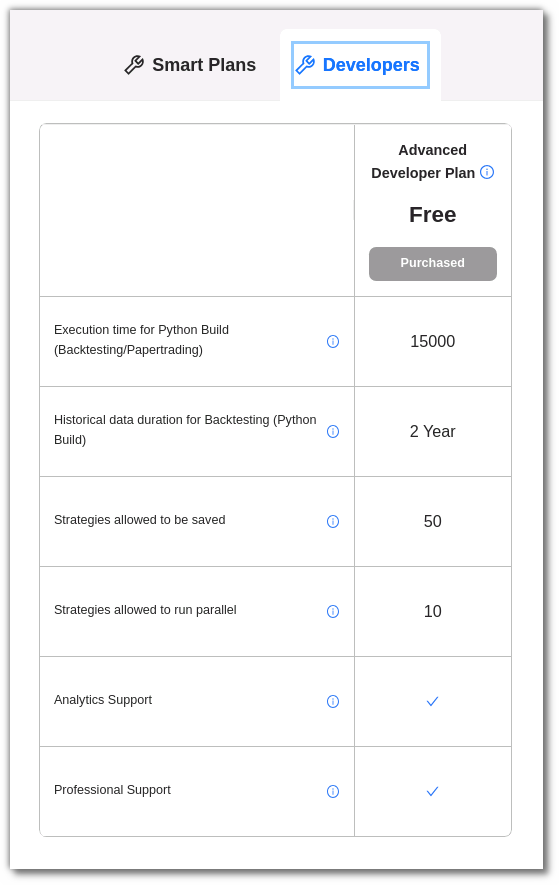 Smart Plans
Developers
Advanced
Developer Plan
Free
Purchased
Execution time for Python Build
(Backtesting/Papertrading)
15000
Historical data duration for Backtesting (Python
Build)
2 Year
Strategies allowed to be saved
50
Strategies allowed to run parallel
10
Analytics Support
Professional Support